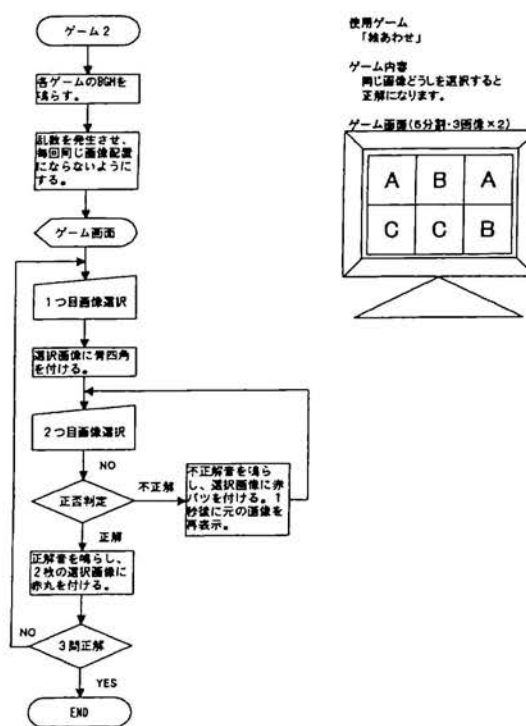 ゲーム2
各ゲームのBGMを
鳴らす。
乱数を発生させ、
毎回同じ画像配置
にならないように
する。
ゲーム画面
1つ目画像選択
選択画像に青四角
を付ける。
2つ目画像選択
NO
正否判定
不正解
不正解音を鳴ら
し、選択画像に赤
バツを付ける。1
秒後に元の画像を
再表示。
正解
正解音を鳴らし、
2枚の選択画像に
赤丸を付ける。
NO
3問正解
YES
END
使用ゲーム
「絵あわせ」
ゲーム内容
同じ画像どうしを選択すると
正解になります。
ゲーム画面(6分割・3画像×2)
A B A
C C B